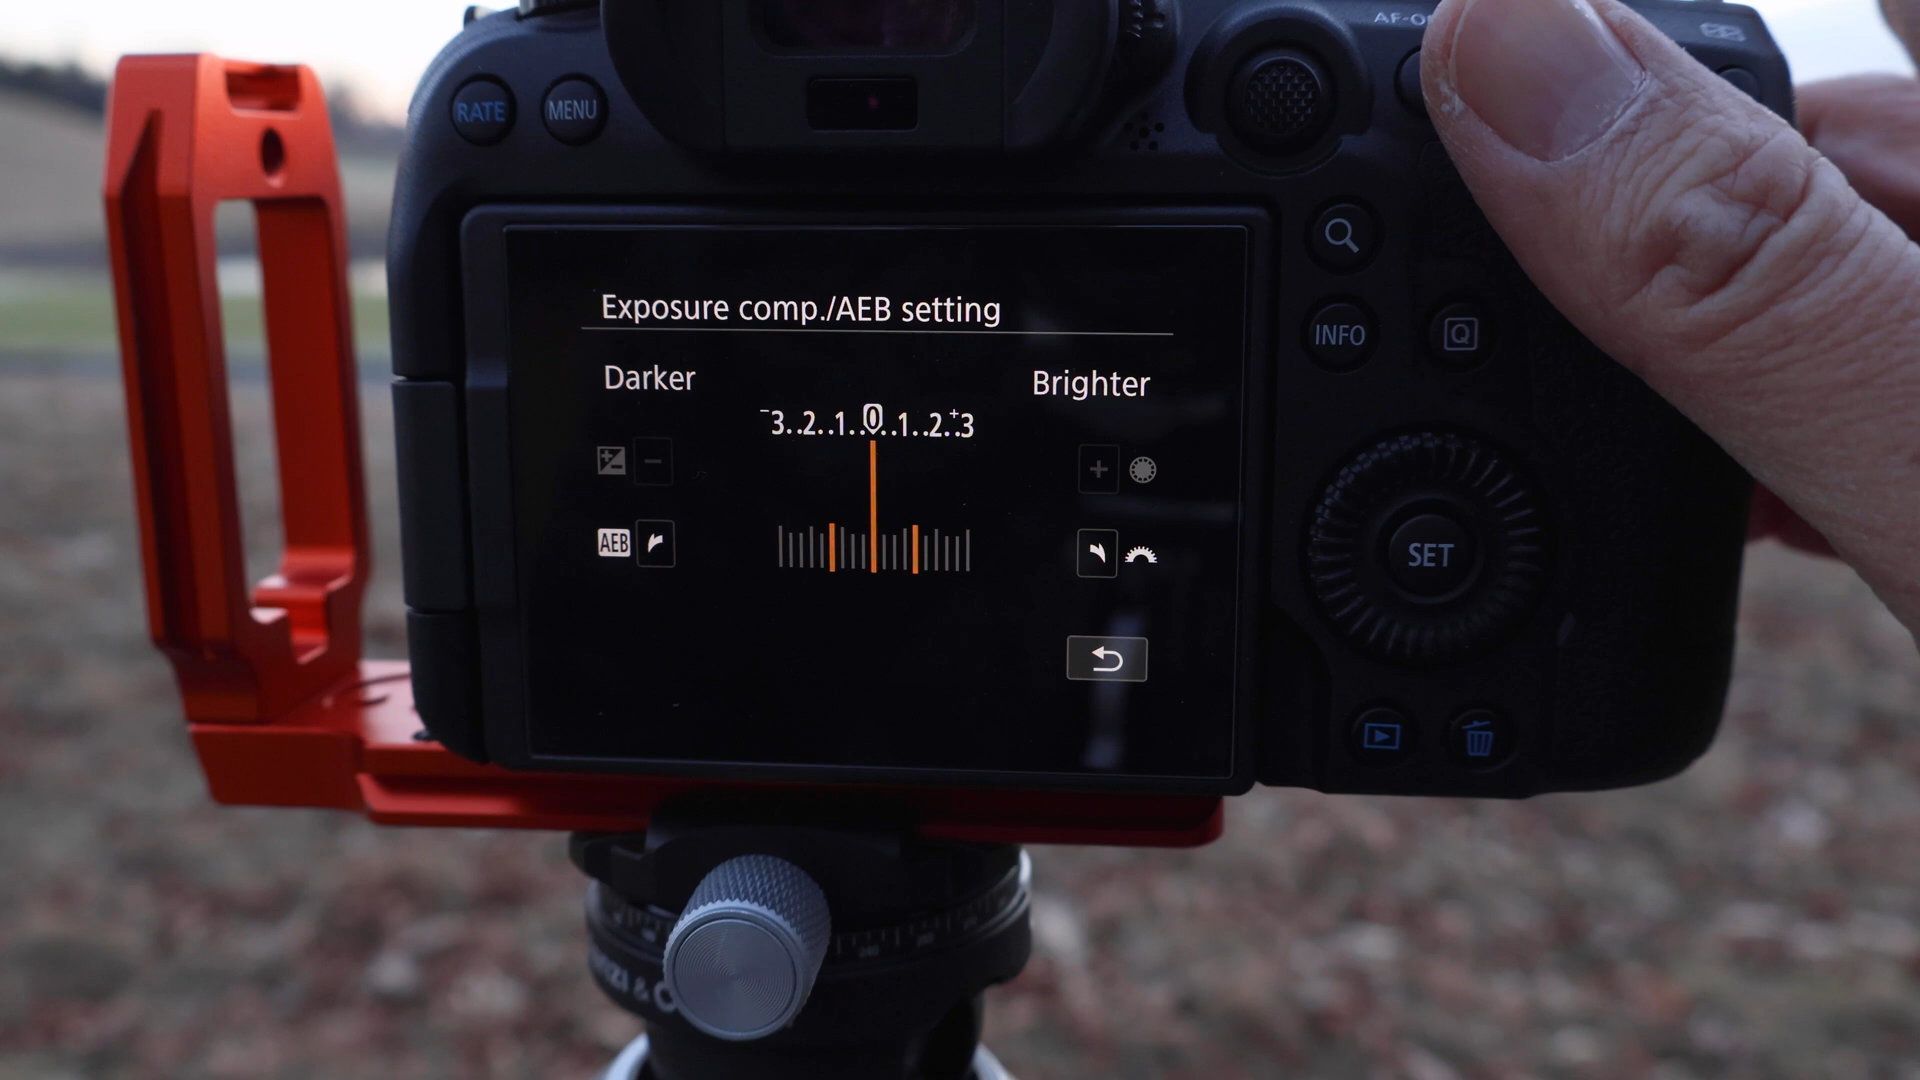 AF-O
RATE
MENU
Exposure comp./AEB setting
Darker
Brighter
-3..2..1..0..1..2.+3
AEB
INFO
Q
SET